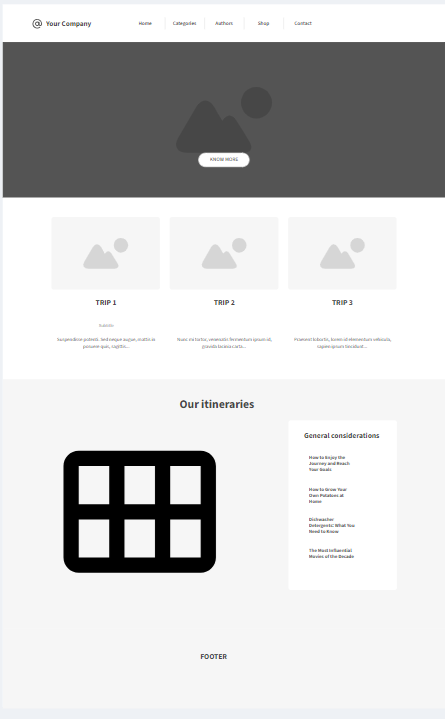 Your Company
Home
Categories
Authors
Shop
Contact
KNOW MORE
TRIP 1
TRIP 2
TRIP 3
Suspendisse potenti. Sed neque augue, mattis in
posuere quis, sagittis...
Nunc mi tortor, venenatis fermentum ipsum id,
gravida lacinia curts...
Praesent lobortis, lorem id elementum vehicula,
sapien ipsum tincidunt...
Our itineraries
General considerations
How to Enjoy the
Journey and Reach
Your Goals
How to Grow Your
Own Potatoes at
Home
Dishwasher
Detergents: What You
Need to Know
The Most Influential
Movies of the Decade
FOOTER